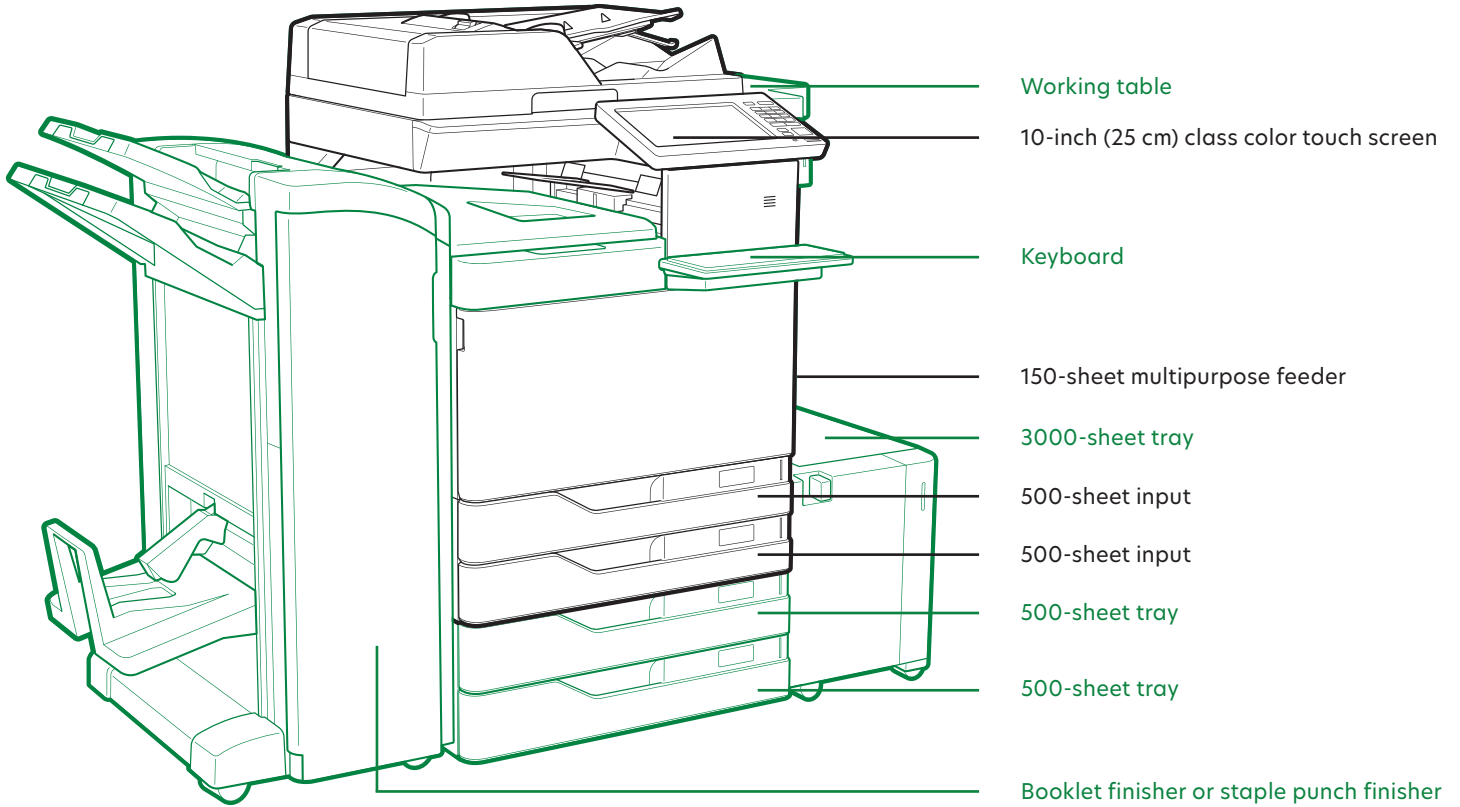 Working table
10-inch (25 cm) class color touch screen
Keyboard
150-sheet multipurpose feeder
3000-sheet tray
500-sheet input
500-sheet input
500-sheet tray
500-sheet tray
Booklet finisher or staple punch finisher